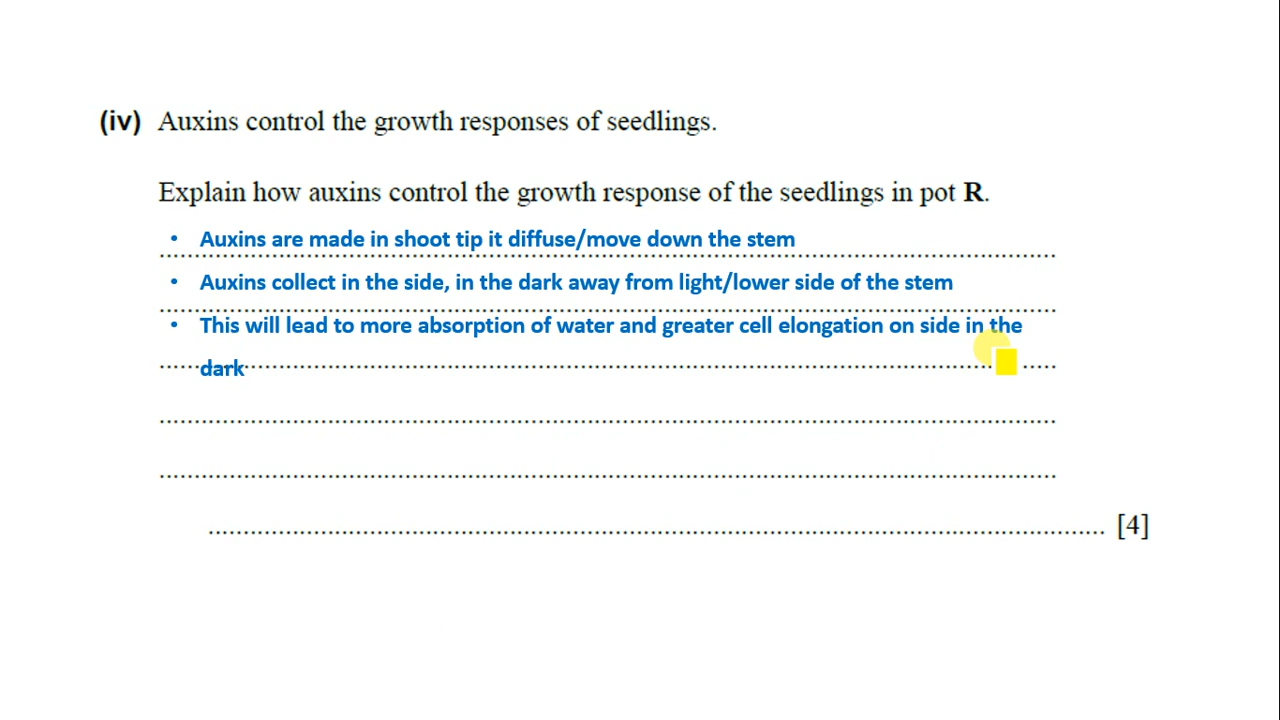 (iv) Auxins control the growth responses of seedlings.
Explain how auxins control the growth response of the seedlings in pot R.
• Auxins are made in shoot tip it diffuse/move down the stem
• Auxins collect in the side, in the dark away from light/lower side of the stem
• This will lead to more absorption of water and greater cell elongation on side in the
dark
[4]